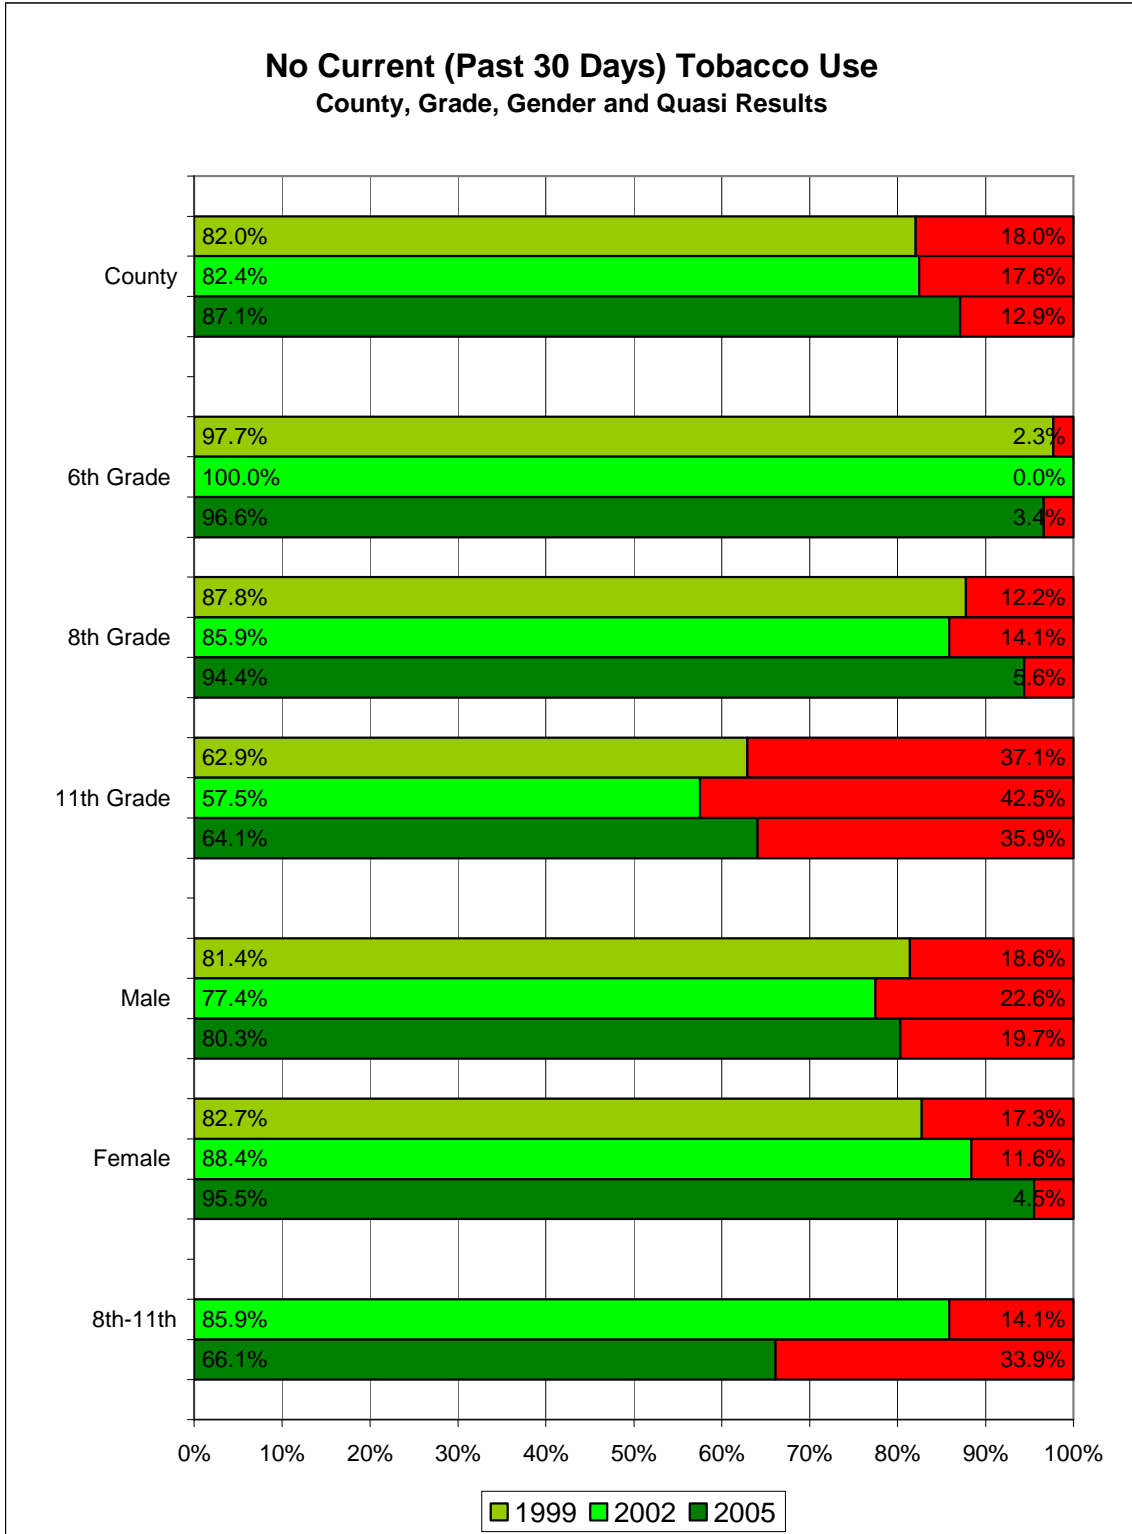 No Current (Past 30 Days) Tobacco Use
County, Grade, Gender and Quasi Results
82.0% 18.0%
County 82.4% 17.6%
87.1% 12.9%
97.7% 2.3%
6th Grade 100.0% 0.0%
96.6% 3.4%
87.8% 12.2%
8th Grade 85.9% 14.1%
94.4% 5.6%
62.9% 37.1%
11th Grade 57.5% 42.5%
64.1% 35.9%
81.4% 18.6%
Male 77.4% 22.6%
80.3% 19.7%
82.7% 17.3%
Female 88.4% 11.6%
95.5% 4.5%
8th-11th 85.9% 14.1%
66.1% 33.9%
0% 10% 20% 30% 40% 50% 60% 70% 80% 90% 100%
1999 2002 2005